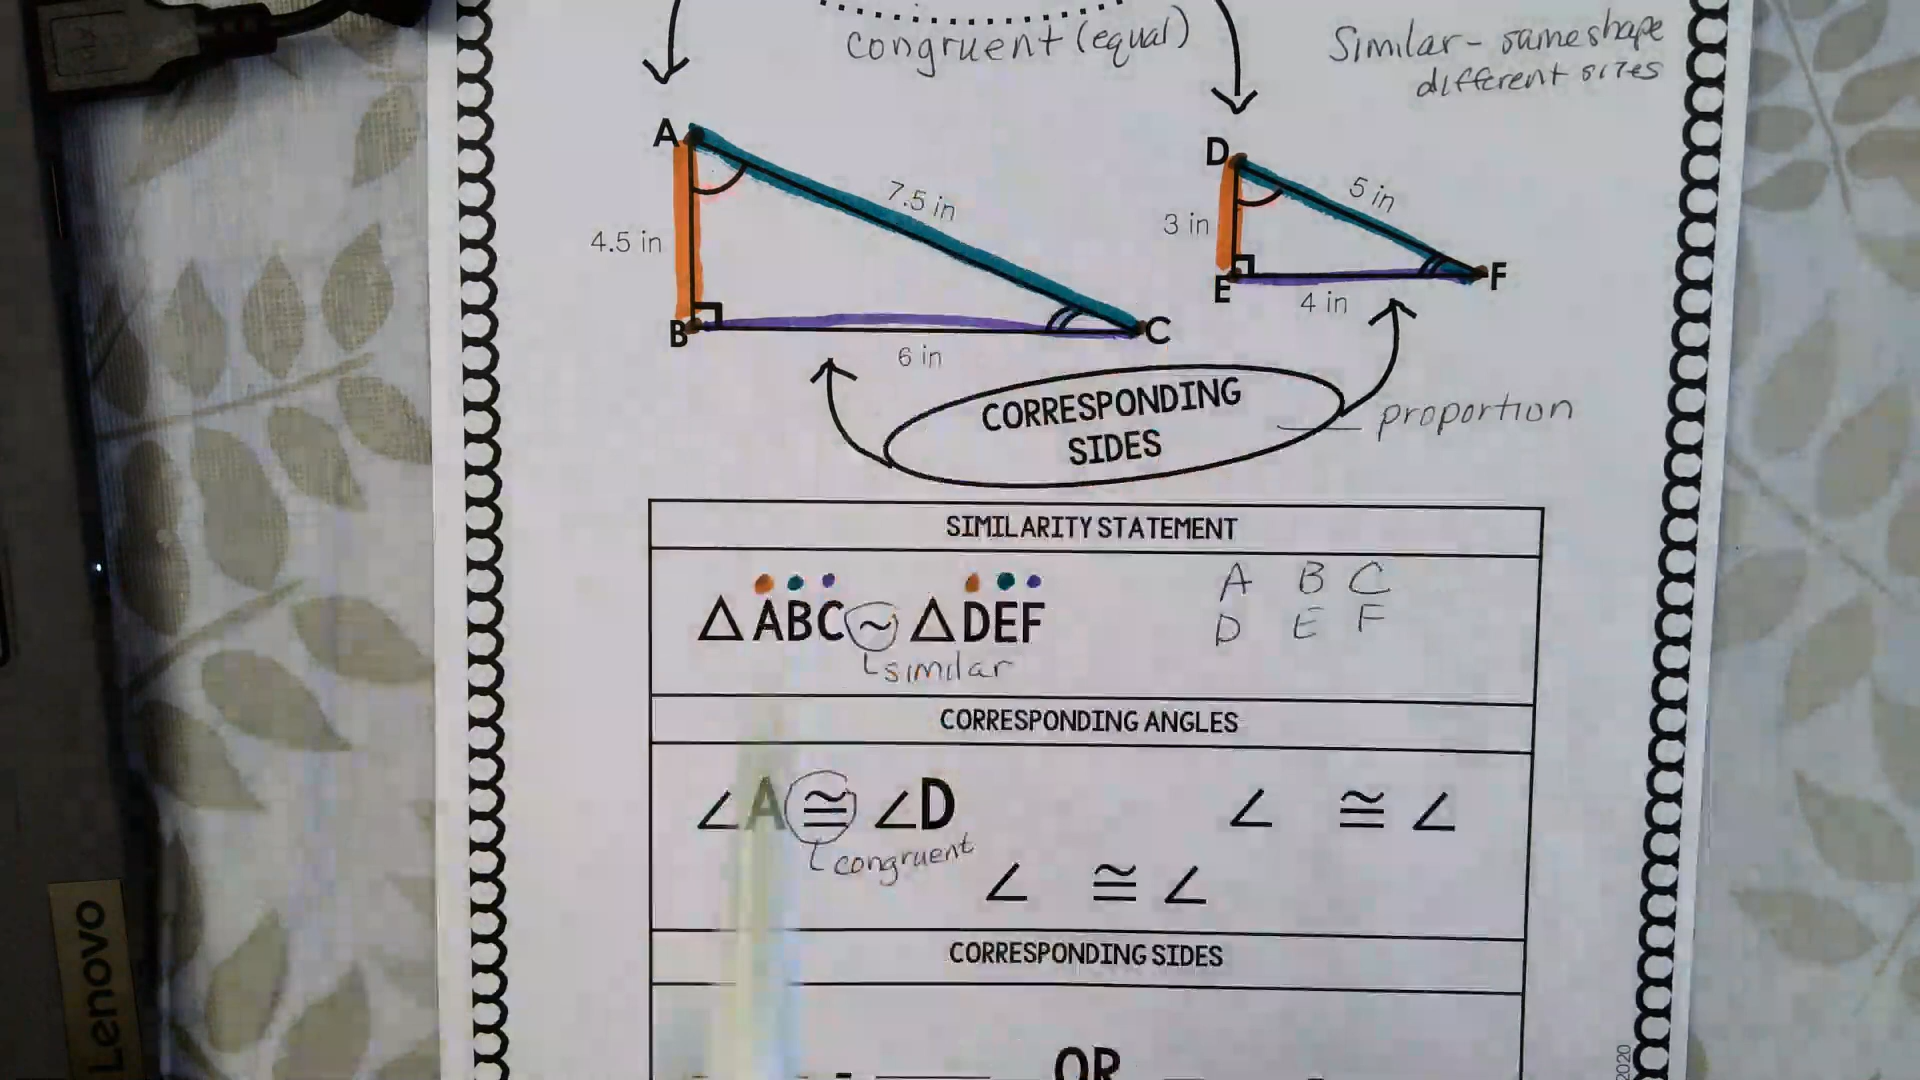 congruent (equal)
Similar - same shape
different sizes
A
D
7.5 in
5 in
4.5 in
3 in
B
C
E
F
6 in
4 in
CORRESPONDING
SIDES
proportion
SIMILARITY STATEMENT
△ABC ~ △DEF
similar
A B C
D E F
CORRESPONDING ANGLES
∠A ≅ ∠D
congruent
∠ ≅ ∠
∠ ≅ ∠
CORRESPONDING SIDES
OR
2020
Lenovo